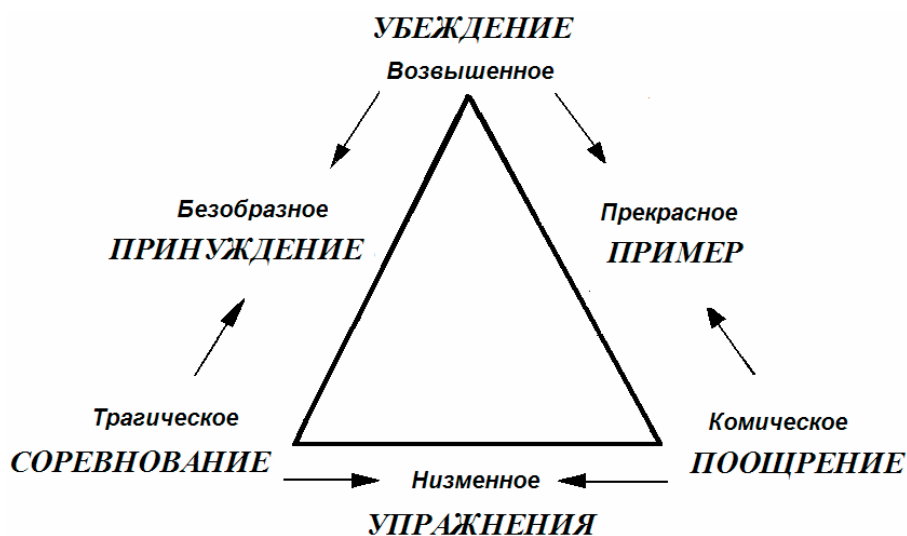 УБЕЖДЕНИЕ
Возвышенное
Безобразное
ПРИНУЖДЕНИЕ
Прекрасное
ПРИМЕР
Трагическое
СОРЕВНОВАНИЕ
Комическое
ПООЩРЕНИЕ
Низменное
УПРАЖНЕНИЯ